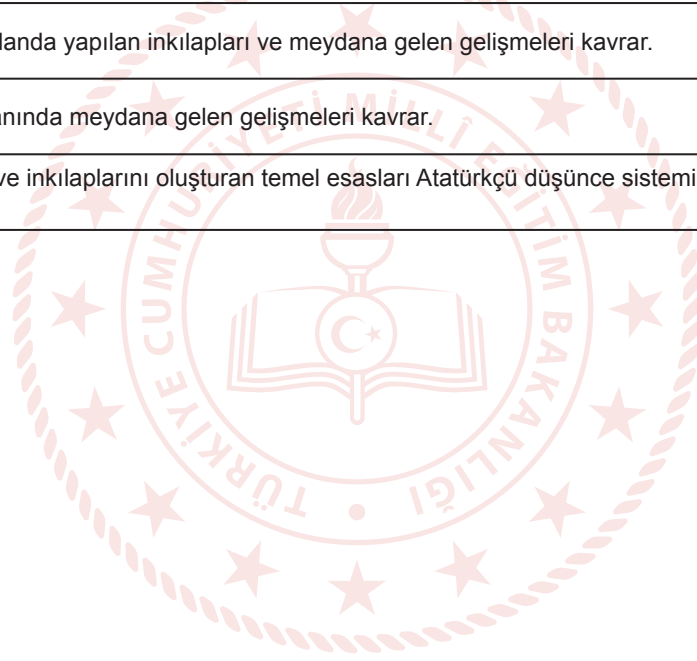 landa yapılan inkılapları ve meydana gelen gelişmeleri kavrar.
anında meydana gelen gelişmeleri kavrar.
ve inkılaplarını oluşturan temel esasları Atatürkçü düşünce sistemi
TÜRKİYE CUMHURİYETİ MİLLÎ EĞİTİM BAKANLIĞI